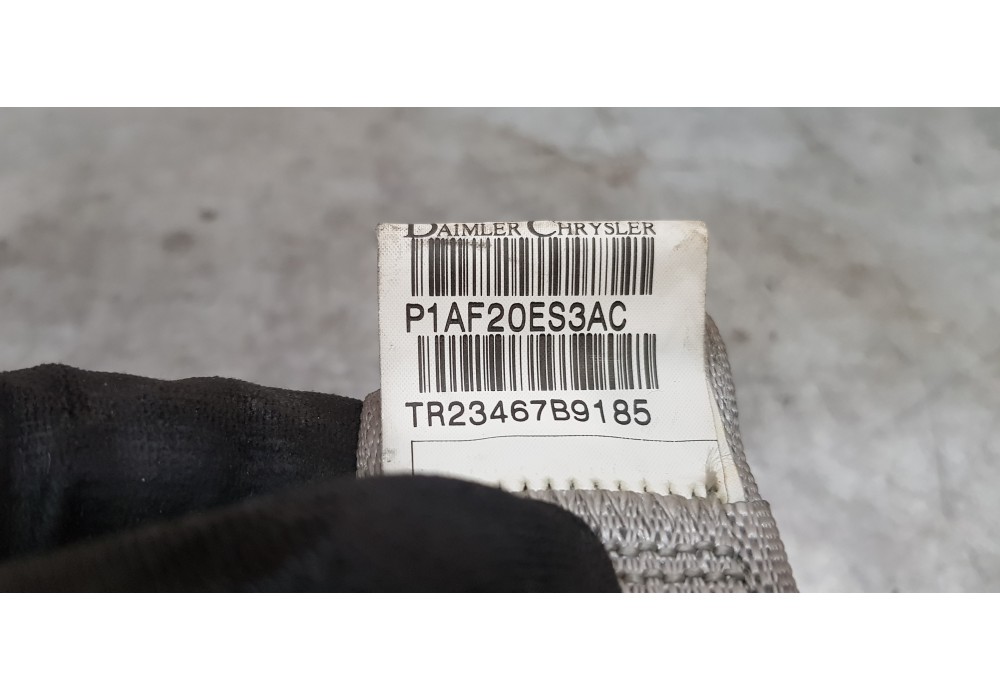 DAIMLER CHRYSLER
P1AF20ES3AC
TR23467B9185